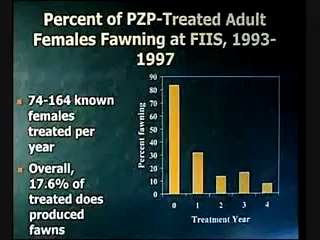 Percent of PZP-Treated Adult
Females Fawning at FIIS, 1993-
1997
74-164 known
females
treated per
year
Overall,
17.6% of
treated does
produced
fawns
Percent fawning
90
80
70
60
50
40
30
20
10
0
0 1 2 3 4
Treatment Year